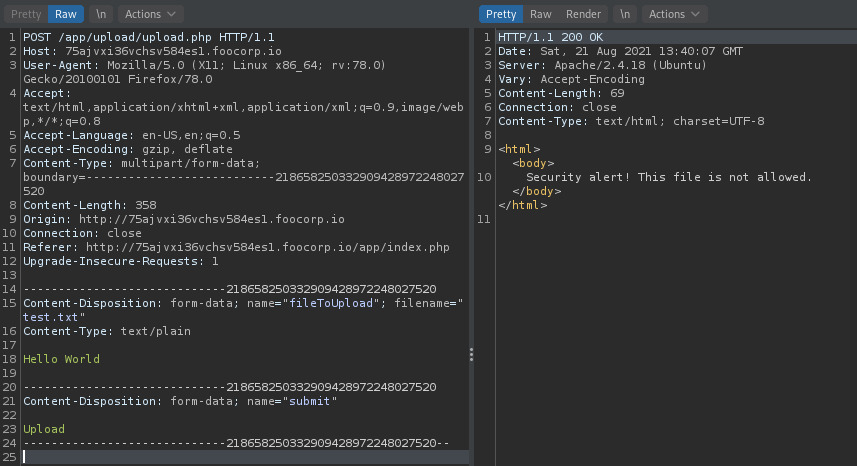 Pretty Raw \n Actions
1 POST /app/upload/upload.php HTTP/1.1
2 Host: 75ajvxi36vchsv584es1.foocorp.io
3 User-Agent: Mozilla/5.0 (X11; Linux x86_64; rv:78.0)
Gecko/20100101 Firefox/78.0
4 Accept:
text/html,application/xhtml+xml,application/xml;q=0.9,image/web
p,*/*;q=0.8
5 Accept-Language: en-US,en;q=0.5
6 Accept-Encoding: gzip, deflate
7 Content-Type: multipart/form-data;
boundary=---------------------------218658250332909428972248027
520
8 Content-Length: 358
9 Origin: http://75ajvxi36vchsv584es1.foocorp.io
10 Connection: close
11 Referer: http://75ajvxi36vchsv584es1.foocorp.io/app/index.php
12 Upgrade-Insecure-Requests: 1
13
14 -----------------------------218658250332909428972248027520
15 Content-Disposition: form-data; name="fileToUpload"; filename="
test.txt"
16 Content-Type: text/plain
17
18 Hello World
19
20 -----------------------------218658250332909428972248027520
21 Content-Disposition: form-data; name="submit"
22
23 Upload
24 -----------------------------218658250332909428972248027520--
25
Pretty Raw Render \n Actions
1 HTTP/1.1 200 OK
2 Date: Sat, 21 Aug 2021 13:40:07 GMT
3 Server: Apache/2.4.18 (Ubuntu)
4 Vary: Accept-Encoding
5 Content-Length: 69
6 Connection: close
7 Content-Type: text/html; charset=UTF-8
8
9 <html>
<body>
10 Security alert! This file is not allowed.
</body>
</html>
11